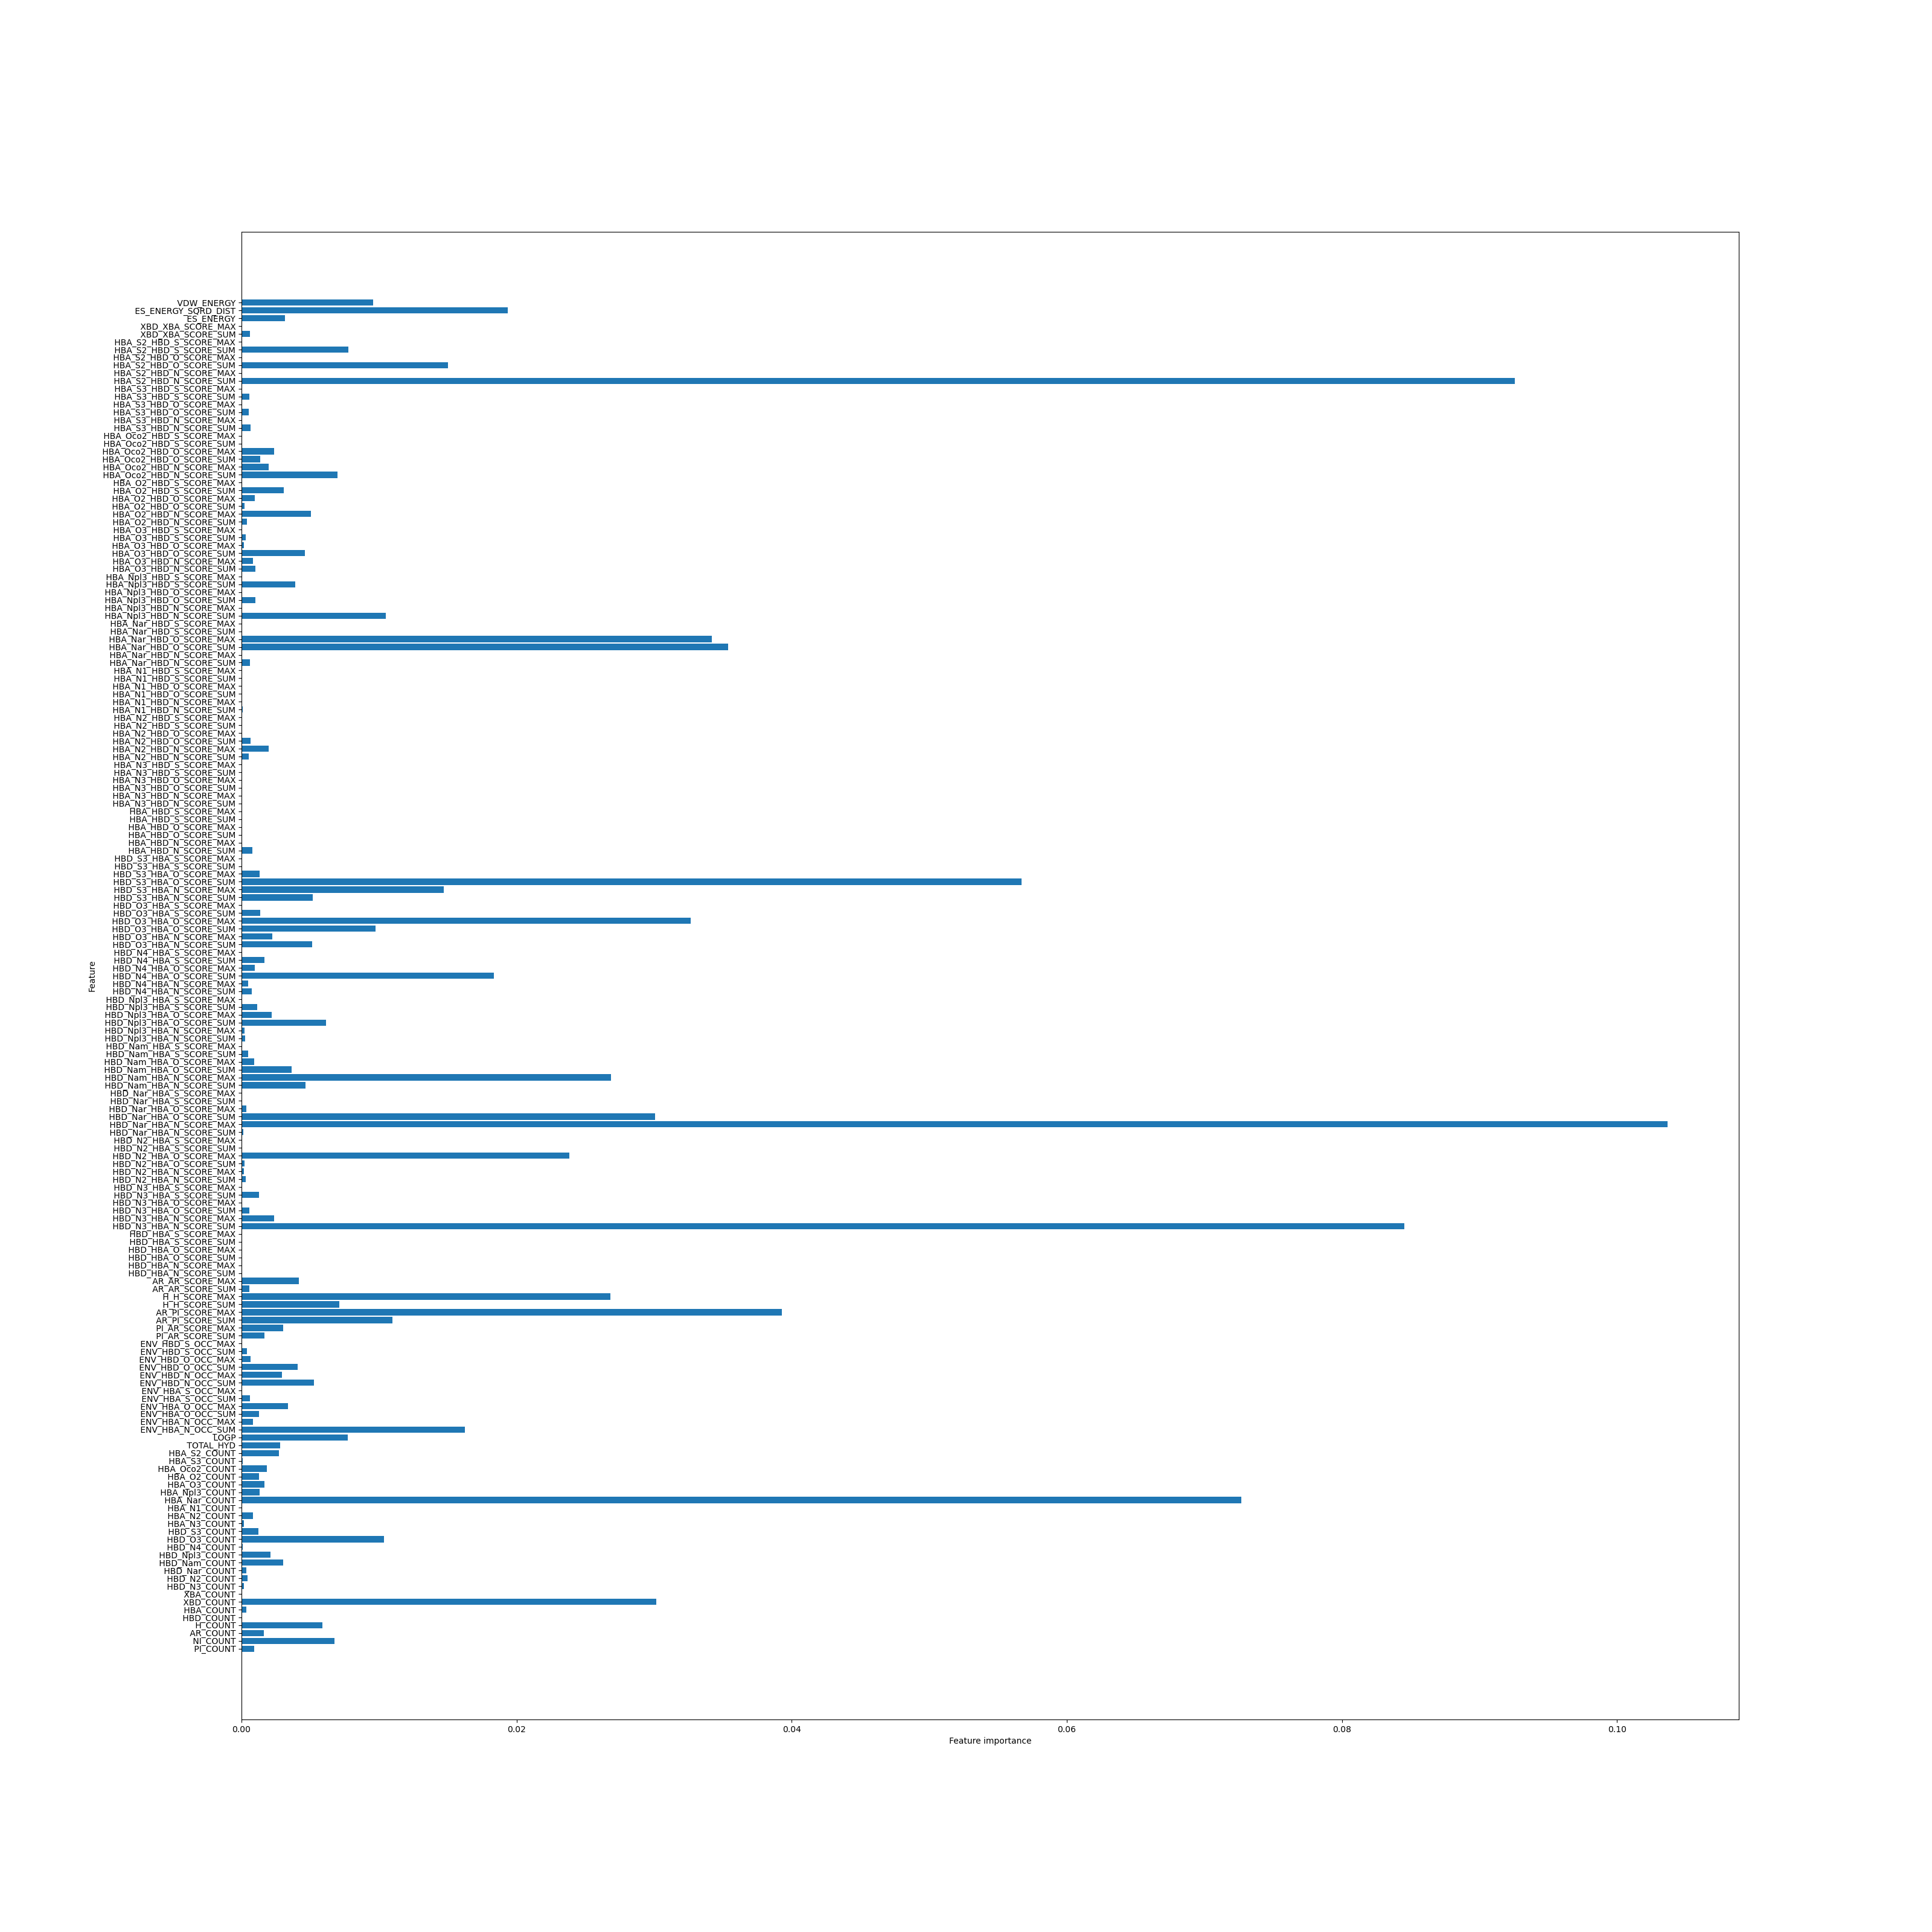 VDW_ENERGY
ES_ENERGY_SQRD_DIST
ES_ENERGY
XBD_XBA_SCORE_MAX
XBD_XBA_SCORE_SUM
HBA_S2_HBD_S_SCORE_MAX
HBA_S2_HBD_S_SCORE_SUM
HBA_S2_HBD_O_SCORE_MAX
HBA_S2_HBD_O_SCORE_SUM
HBA_S2_HBD_N_SCORE_MAX
HBA_S2_HBD_N_SCORE_SUM
HBA_S3_HBD_S_SCORE_MAX
HBA_S3_HBD_S_SCORE_SUM
HBA_S3_HBD_O_SCORE_MAX
HBA_S3_HBD_O_SCORE_SUM
HBA_S3_HBD_N_SCORE_MAX
HBA_S3_HBD_N_SCORE_SUM
HBA_Oco2_HBD_S_SCORE_MAX
HBA_Oco2_HBD_S_SCORE_SUM
HBA_Oco2_HBD_O_SCORE_MAX
HBA_Oco2_HBD_O_SCORE_SUM
HBA_Oco2_HBD_N_SCORE_MAX
HBA_Oco2_HBD_N_SCORE_SUM
HBA_O2_HBD_S_SCORE_MAX
HBA_O2_HBD_S_SCORE_SUM
HBA_O2_HBD_O_SCORE_MAX
HBA_O2_HBD_O_SCORE_SUM
HBA_O2_HBD_N_SCORE_MAX
HBA_O2_HBD_N_SCORE_SUM
HBA_O3_HBD_S_SCORE_MAX
HBA_O3_HBD_S_SCORE_SUM
HBA_O3_HBD_O_SCORE_MAX
HBA_O3_HBD_O_SCORE_SUM
HBA_O3_HBD_N_SCORE_MAX
HBA_O3_HBD_N_SCORE_SUM
HBA_Npl3_HBD_S_SCORE_MAX
HBA_Npl3_HBD_S_SCORE_SUM
HBA_Npl3_HBD_O_SCORE_MAX
HBA_Npl3_HBD_O_SCORE_SUM
HBA_Npl3_HBD_N_SCORE_MAX
HBA_Npl3_HBD_N_SCORE_SUM
HBA_Nar_HBD_S_SCORE_MAX
HBA_Nar_HBD_S_SCORE_SUM
HBA_Nar_HBD_O_SCORE_MAX
HBA_Nar_HBD_O_SCORE_SUM
HBA_Nar_HBD_N_SCORE_MAX
HBA_Nar_HBD_N_SCORE_SUM
HBA_N1_HBD_S_SCORE_MAX
HBA_N1_HBD_S_SCORE_SUM
HBA_N1_HBD_O_SCORE_MAX
HBA_N1_HBD_O_SCORE_SUM
HBA_N1_HBD_N_SCORE_MAX
HBA_N1_HBD_N_SCORE_SUM
HBA_N2_HBD_S_SCORE_MAX
HBA_N2_HBD_S_SCORE_SUM
HBA_N2_HBD_O_SCORE_MAX
HBA_N2_HBD_O_SCORE_SUM
HBA_N2_HBD_N_SCORE_MAX
HBA_N2_HBD_N_SCORE_SUM
HBA_N3_HBD_S_SCORE_MAX
HBA_N3_HBD_S_SCORE_SUM
HBA_N3_HBD_O_SCORE_MAX
HBA_N3_HBD_O_SCORE_SUM
HBA_N3_HBD_N_SCORE_MAX
HBA_N3_HBD_N_SCORE_SUM
HBA_HBD_S_SCORE_MAX
HBA_HBD_S_SCORE_SUM
HBA_HBD_O_SCORE_MAX
HBA_HBD_O_SCORE_SUM
HBA_HBD_N_SCORE_MAX
HBA_HBD_N_SCORE_SUM
HBD_S3_HBA_S_SCORE_MAX
HBD_S3_HBA_S_SCORE_SUM
HBD_S3_HBA_O_SCORE_MAX
HBD_S3_HBA_O_SCORE_SUM
HBD_S3_HBA_N_SCORE_MAX
HBD_S3_HBA_N_SCORE_SUM
HBD_O3_HBA_S_SCORE_MAX
HBD_O3_HBA_S_SCORE_SUM
HBD_O3_HBA_O_SCORE_MAX
HBD_O3_HBA_O_SCORE_SUM
HBD_O3_HBA_N_SCORE_MAX
HBD_O3_HBA_N_SCORE_SUM
HBD_N4_HBA_S_SCORE_MAX
HBD_N4_HBA_S_SCORE_SUM
HBD_N4_HBA_O_SCORE_MAX
HBD_N4_HBA_O_SCORE_SUM
HBD_N4_HBA_N_SCORE_MAX
HBD_N4_HBA_N_SCORE_SUM
HBD_Npl3_HBA_S_SCORE_MAX
HBD_Npl3_HBA_S_SCORE_SUM
HBD_Npl3_HBA_O_SCORE_MAX
HBD_Npl3_HBA_O_SCORE_SUM
HBD_Npl3_HBA_N_SCORE_MAX
HBD_Npl3_HBA_N_SCORE_SUM
HBD_Nam_HBA_S_SCORE_MAX
HBD_Nam_HBA_S_SCORE_SUM
HBD_Nam_HBA_O_SCORE_MAX
HBD_Nam_HBA_O_SCORE_SUM
HBD_Nam_HBA_N_SCORE_MAX
HBD_Nam_HBA_N_SCORE_SUM
HBD_Nar_HBA_S_SCORE_MAX
HBD_Nar_HBA_S_SCORE_SUM
HBD_Nar_HBA_O_SCORE_MAX
HBD_Nar_HBA_O_SCORE_SUM
HBD_Nar_HBA_N_SCORE_MAX
HBD_Nar_HBA_N_SCORE_SUM
HBD_N2_HBA_S_SCORE_MAX
HBD_N2_HBA_S_SCORE_SUM
HBD_N2_HBA_O_SCORE_MAX
HBD_N2_HBA_O_SCORE_SUM
HBD_N2_HBA_N_SCORE_MAX
HBD_N2_HBA_N_SCORE_SUM
HBD_N3_HBA_S_SCORE_MAX
HBD_N3_HBA_S_SCORE_SUM
HBD_N3_HBA_O_SCORE_MAX
HBD_N3_HBA_O_SCORE_SUM
HBD_N3_HBA_N_SCORE_MAX
HBD_N3_HBA_N_SCORE_SUM
HBD_HBA_S_SCORE_MAX
HBD_HBA_S_SCORE_SUM
HBD_HBA_O_SCORE_MAX
HBD_HBA_O_SCORE_SUM
HBD_HBA_N_SCORE_MAX
HBD_HBA_N_SCORE_SUM
AR_AR_SCORE_MAX
AR_AR_SCORE_SUM
H_H_SCORE_MAX
H_H_SCORE_SUM
AR_PI_SCORE_MAX
AR_PI_SCORE_SUM
PI_AR_SCORE_MAX
PI_AR_SCORE_SUM
ENV_HBD_S_OCC_MAX
ENV_HBD_S_OCC_SUM
ENV_HBD_O_OCC_MAX
ENV_HBD_O_OCC_SUM
ENV_HBD_N_OCC_MAX
ENV_HBD_N_OCC_SUM
ENV_HBA_S_OCC_MAX
ENV_HBA_S_OCC_SUM
ENV_HBA_O_OCC_MAX
ENV_HBA_O_OCC_SUM
ENV_HBA_N_OCC_MAX
ENV_HBA_N_OCC_SUM
LOGP
TOTAL_HYD
HBA_S2_COUNT
HBA_S3_COUNT
HBA_Oco2_COUNT
HBA_O2_COUNT
HBA_O3_COUNT
HBA_Npl3_COUNT
HBA_Nar_COUNT
HBA_N1_COUNT
HBA_N2_COUNT
HBA_N3_COUNT
HBD_S3_COUNT
HBD_O3_COUNT
HBD_N4_COUNT
HBD_Npl3_COUNT
HBD_Nam_COUNT
HBD_Nar_COUNT
HBD_N2_COUNT
HBD_N3_COUNT
XBA_COUNT
XBD_COUNT
HBA_COUNT
HBD_COUNT
H_COUNT
AR_COUNT
NI_COUNT
PI_COUNT
Feature
0.00 0.02 0.04 0.06 0.08 0.10
Feature importance